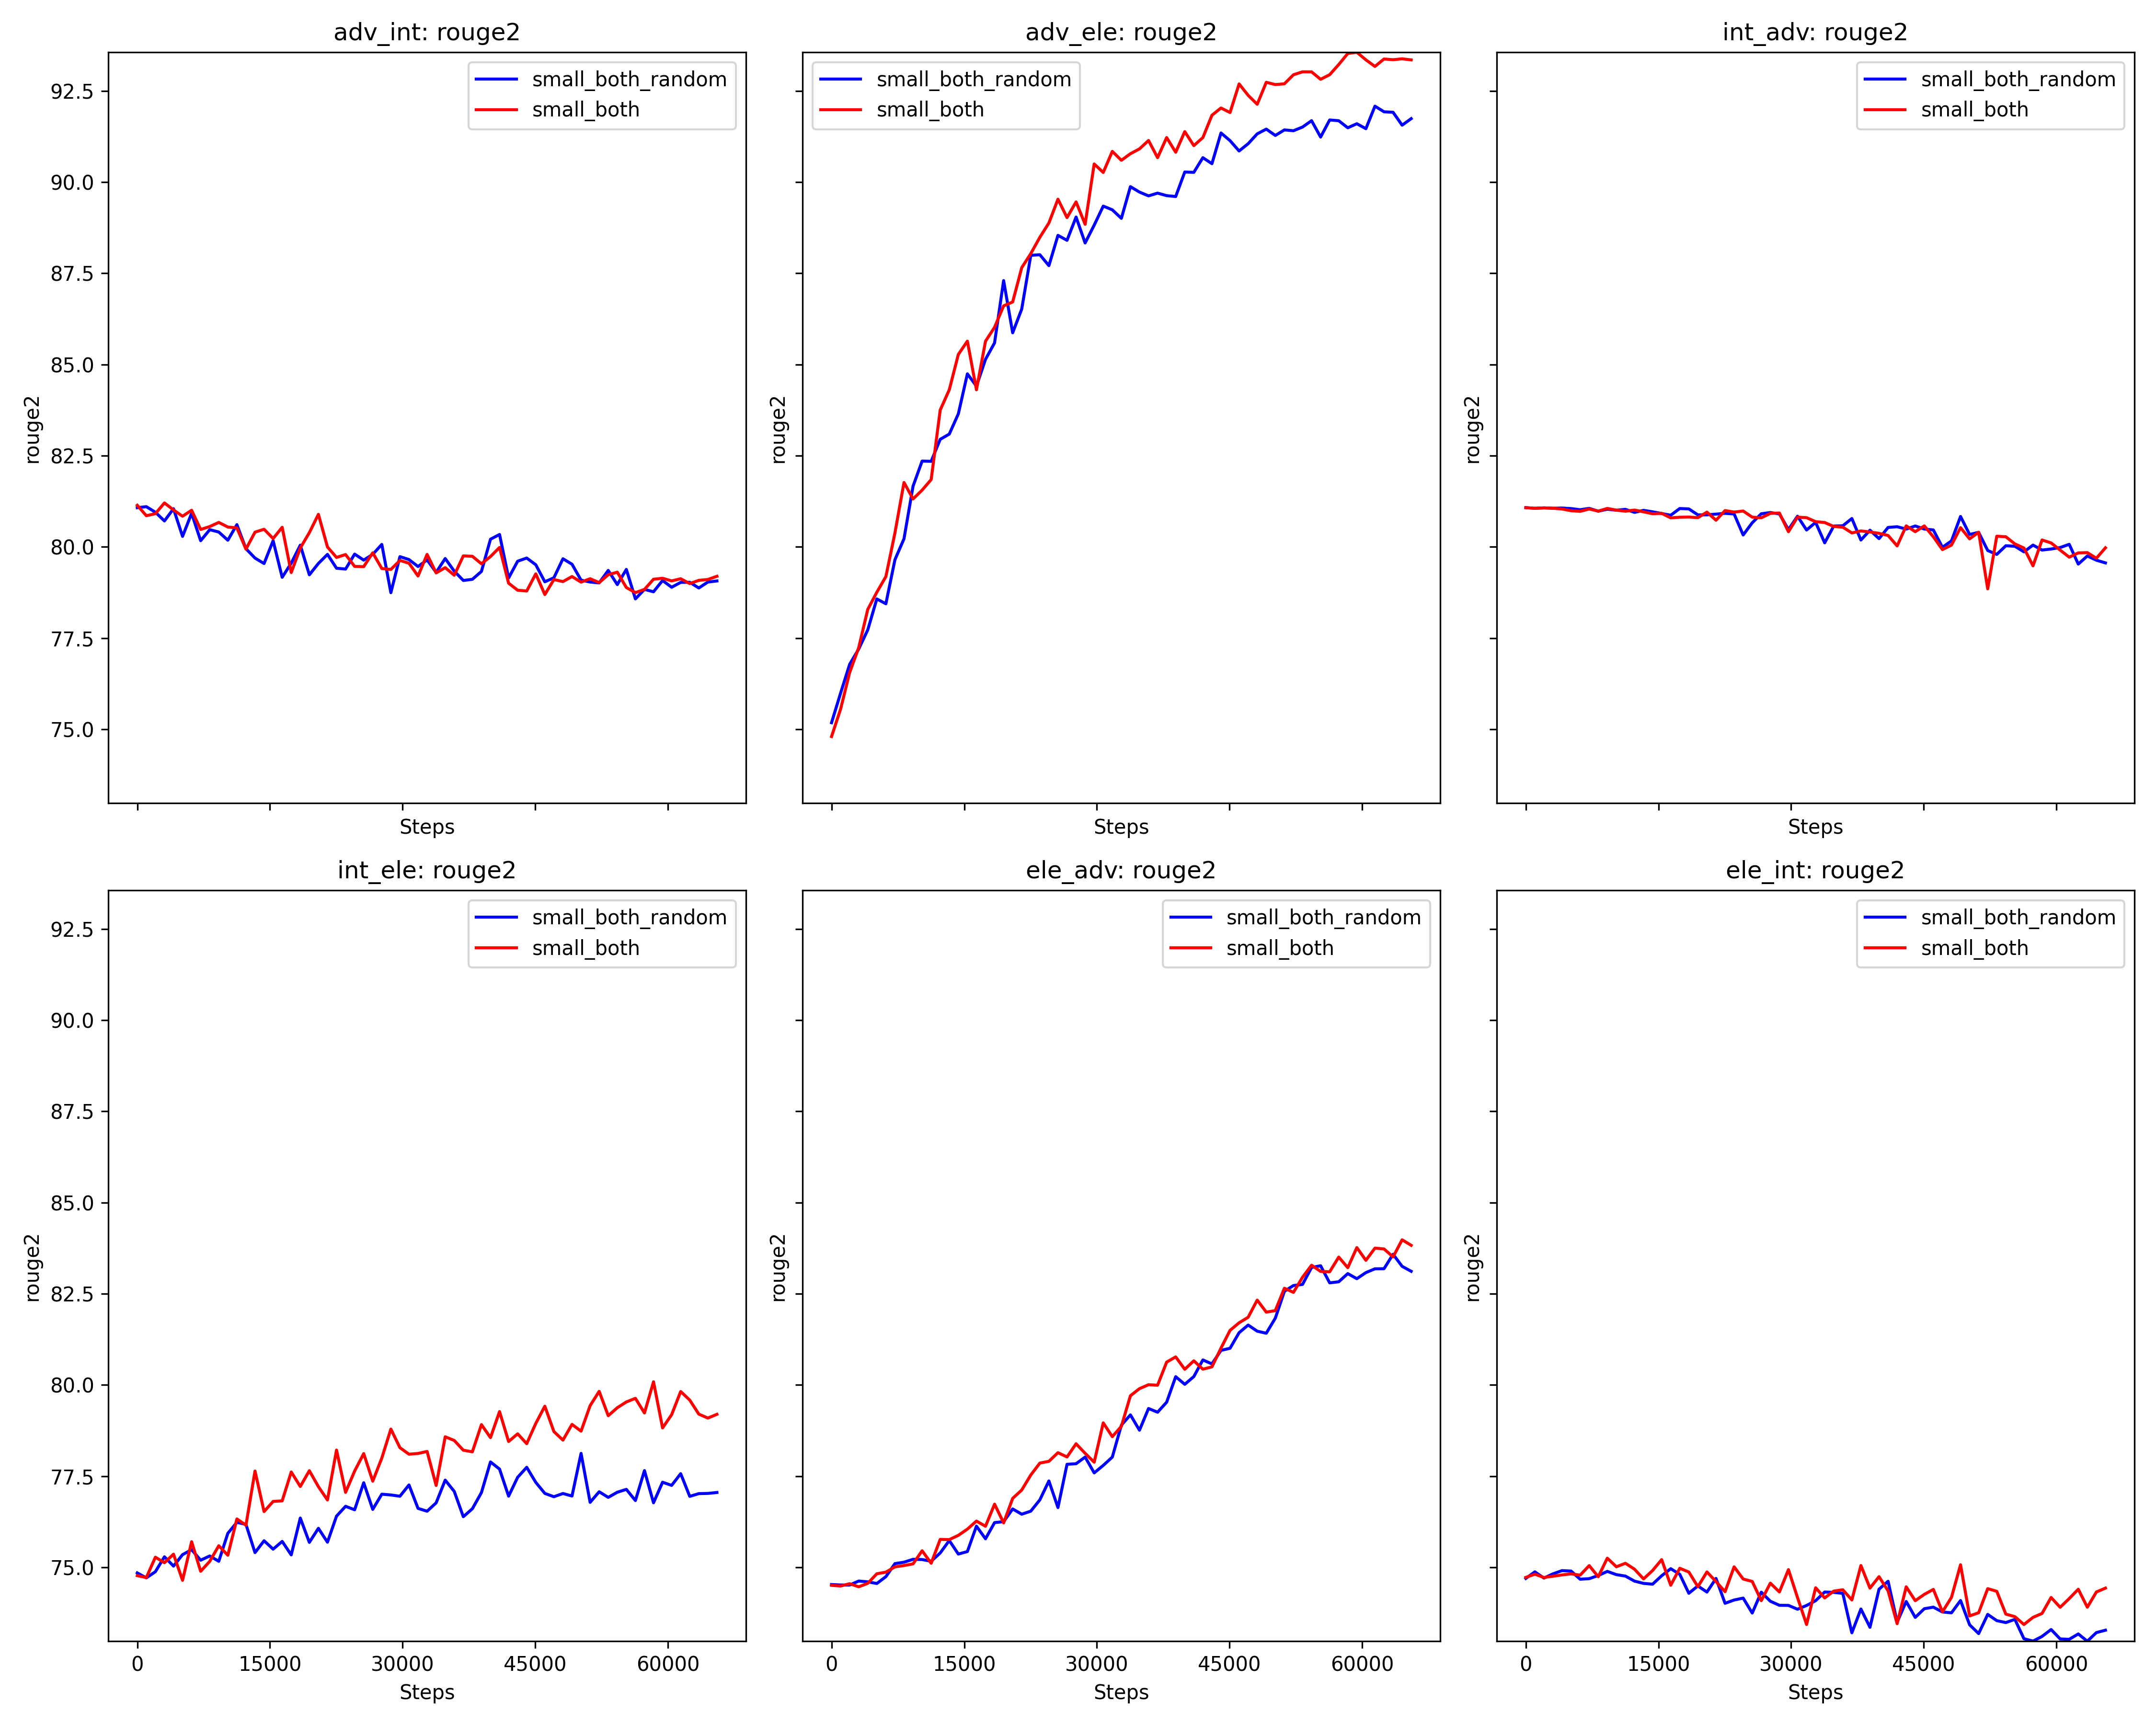 adv_int: rouge2
small_both_random
small_both
92.5
90.0
87.5
85.0
82.5
80.0
77.5
75.0
rouge2
Steps
adv_ele: rouge2
small_both_random
small_both
rouge2
Steps
int_adv: rouge2
small_both_random
small_both
rouge2
Steps
int_ele: rouge2
small_both_random
small_both
92.5
90.0
87.5
85.0
82.5
80.0
77.5
75.0
rouge2
0 15000 30000 45000 60000
Steps
ele_adv: rouge2
small_both_random
small_both
rouge2
0 15000 30000 45000 60000
Steps
ele_int: rouge2
small_both_random
small_both
rouge2
0 15000 30000 45000 60000
Steps